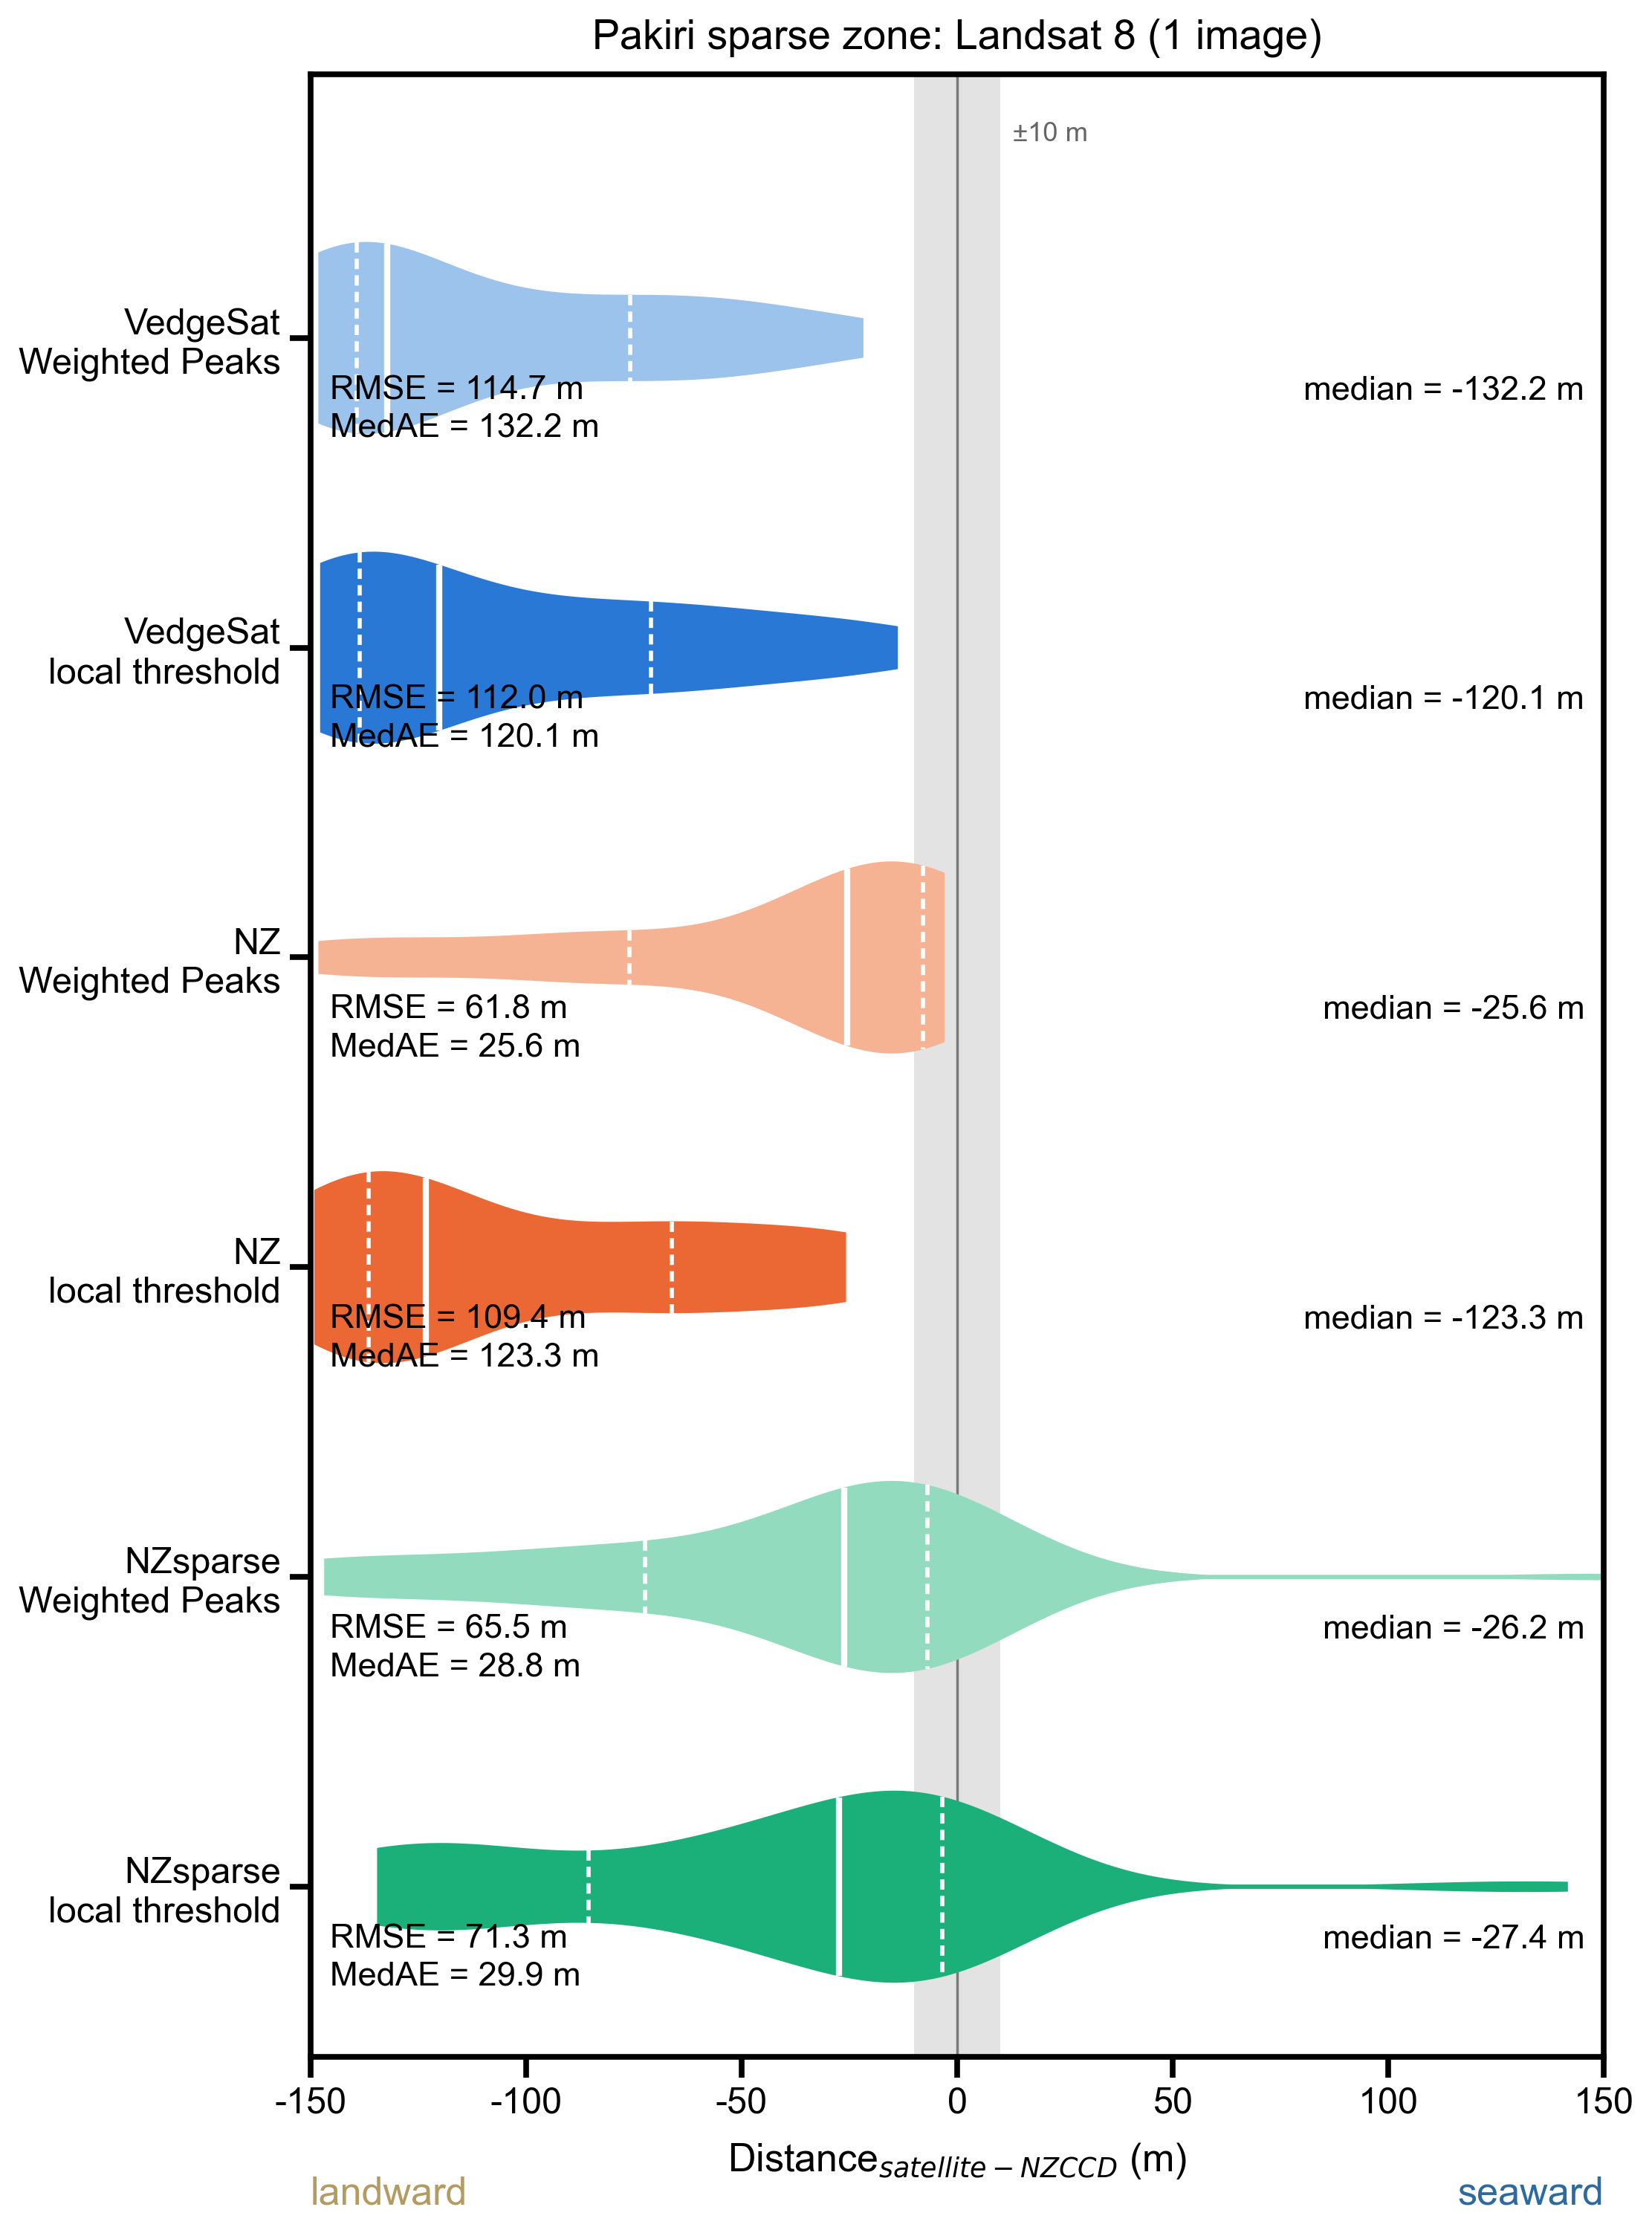 Pakiri sparse zone: Landsat 8 (1 image)
±10 m
VedgeSat
Weighted Peaks
RMSE = 114.7 m
MedAE = 132.2 m
median = -132.2 m
VedgeSat
local threshold
RMSE = 112.0 m
MedAE = 120.1 m
median = -120.1 m
NZ
Weighted Peaks
RMSE = 61.8 m
MedAE = 25.6 m
median = -25.6 m
NZ
local threshold
RMSE = 109.4 m
MedAE = 123.3 m
median = -123.3 m
NZsparse
Weighted Peaks
RMSE = 65.5 m
MedAE = 28.8 m
median = -26.2 m
NZsparse
local threshold
RMSE = 71.3 m
MedAE = 29.9 m
median = -27.4 m
-150 -100 -50 0 50 100 150
Distance satellite − NZCCD (m)
landward seaward